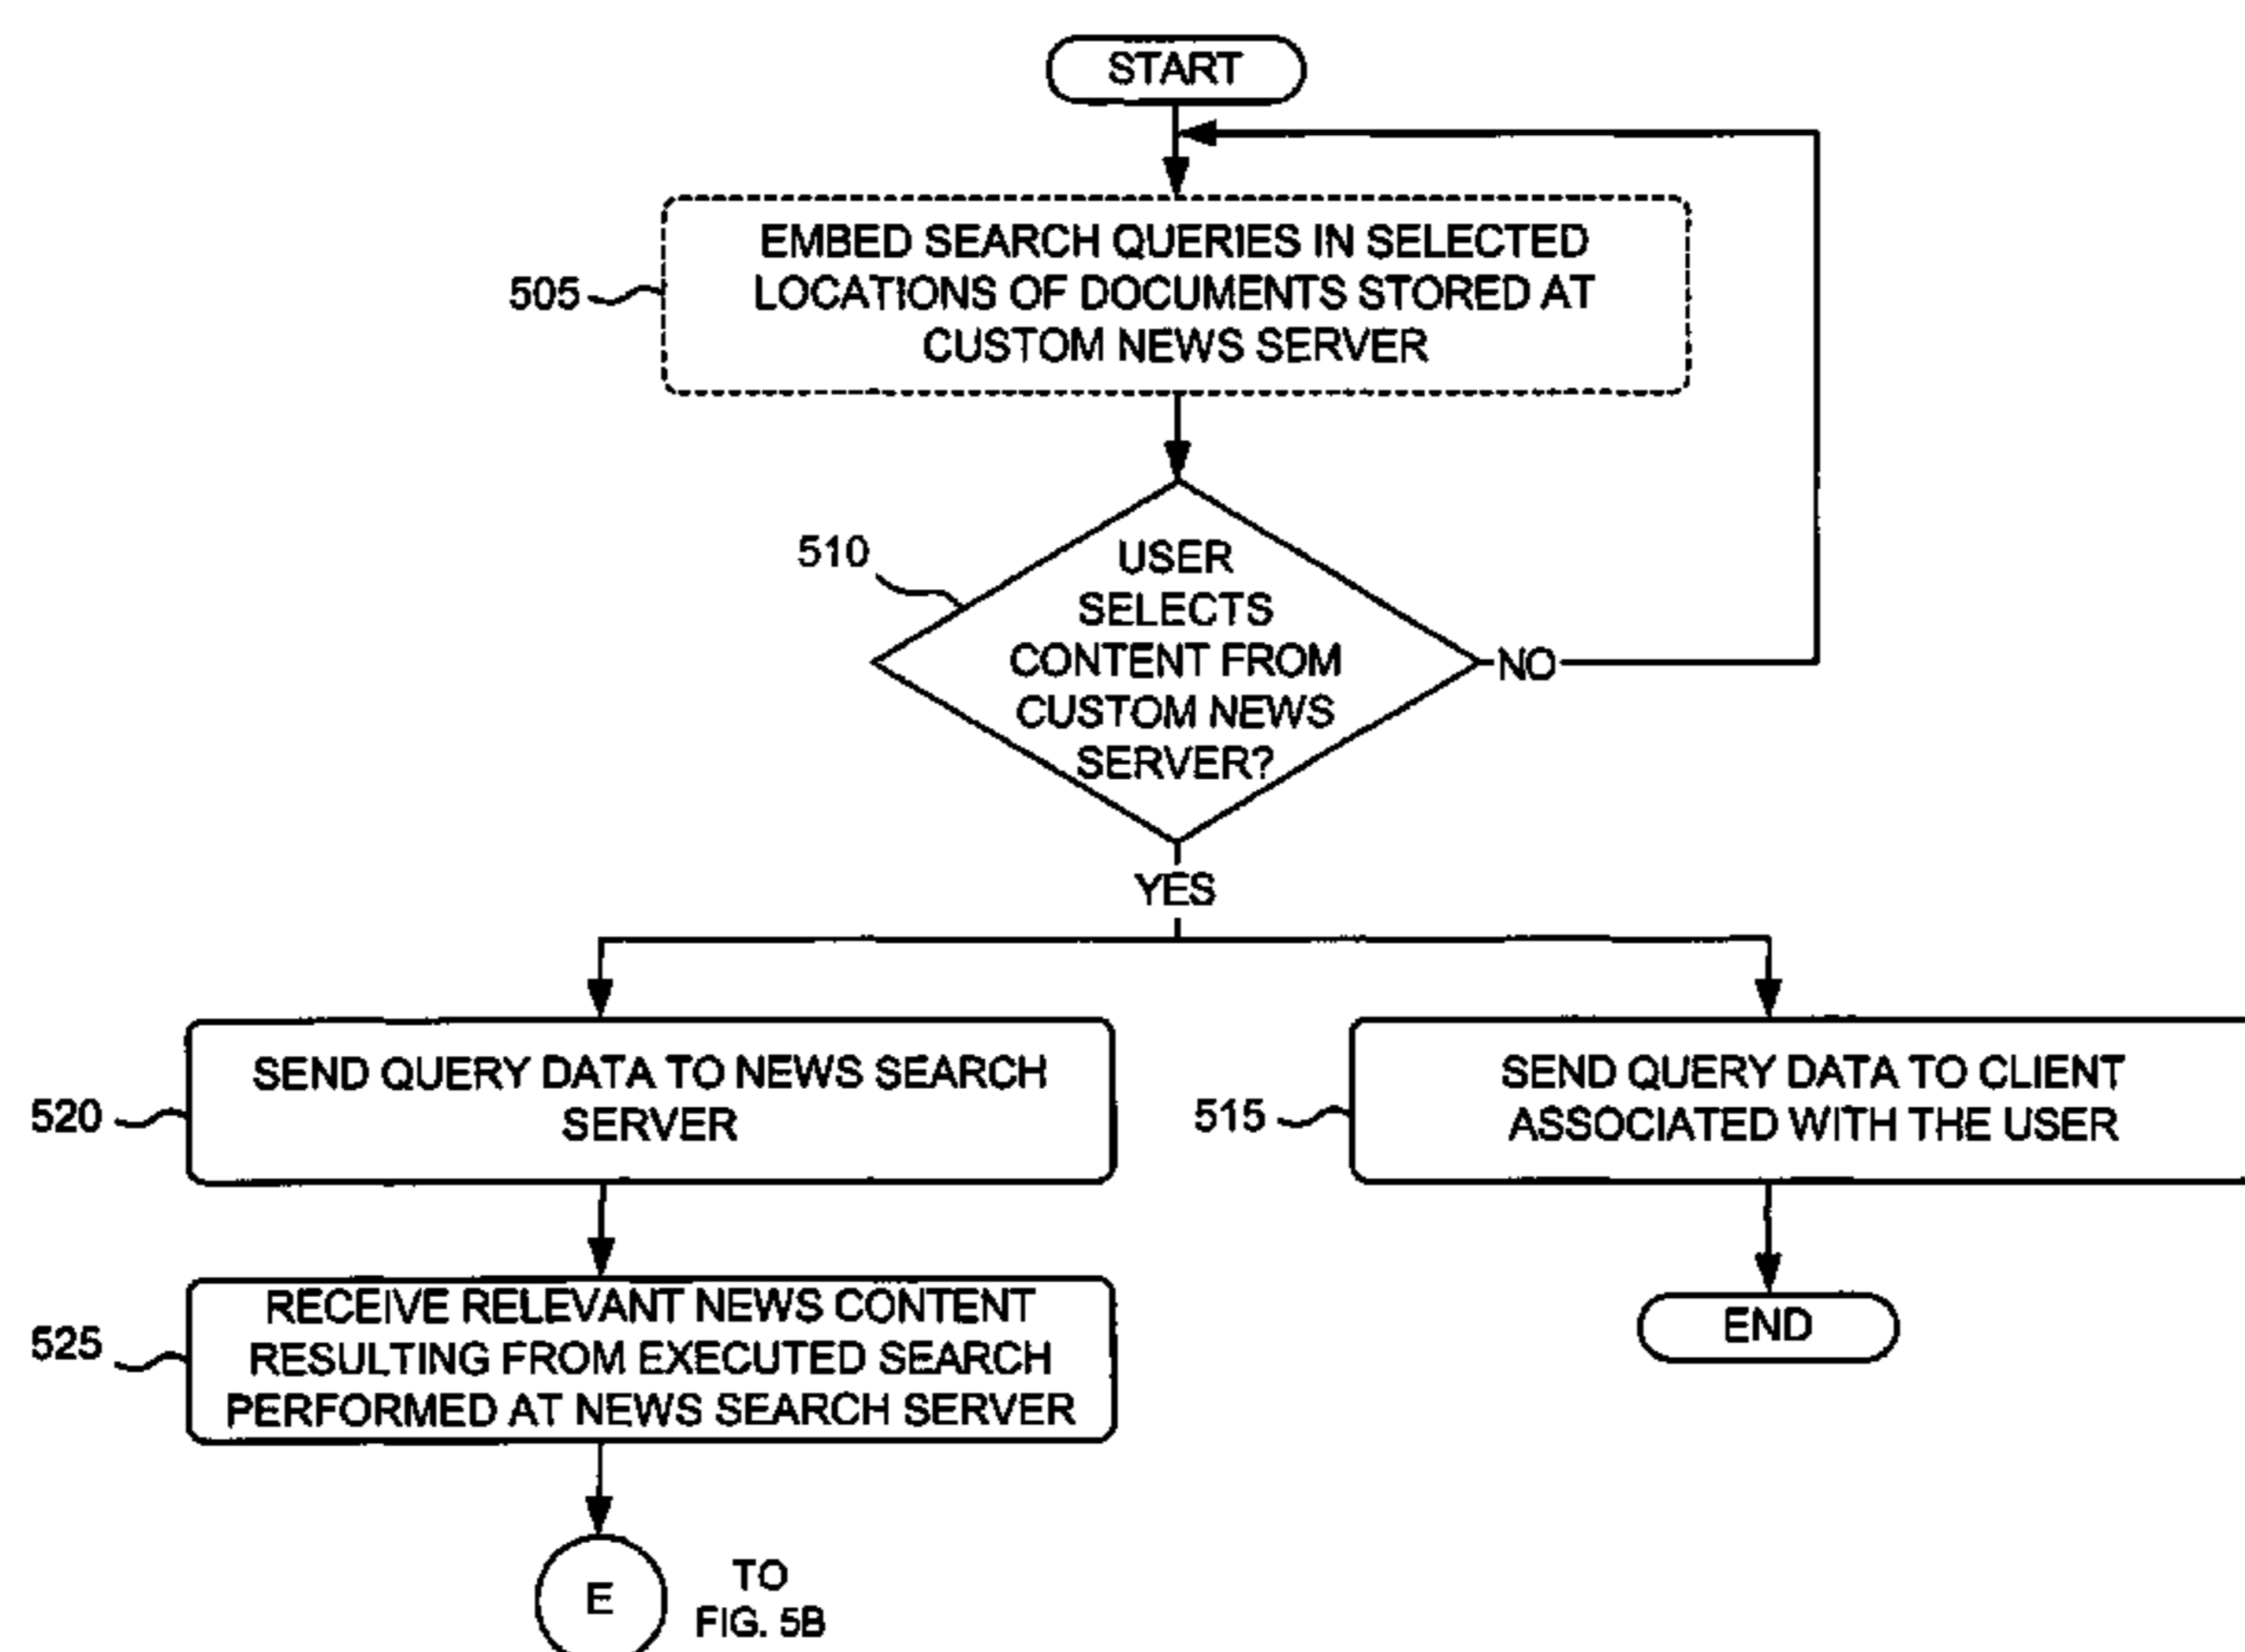 START
EMBED SEARCH QUERIES IN SELECTED
LOCATIONS OF DOCUMENTS STORED AT
CUSTOM NEWS SERVER
505
510
USER
SELECTS
CONTENT FROM
CUSTOM NEWS
SERVER?
NO
YES
SEND QUERY DATA TO NEWS SEARCH
SERVER
520
SEND QUERY DATA TO CLIENT
ASSOCIATED WITH THE USER
515
RECEIVE RELEVANT NEWS CONTENT
RESULTING FROM EXECUTED SEARCH
PERFORMED AT NEWS SEARCH SERVER
525
END
E
TO
FIG. 5B